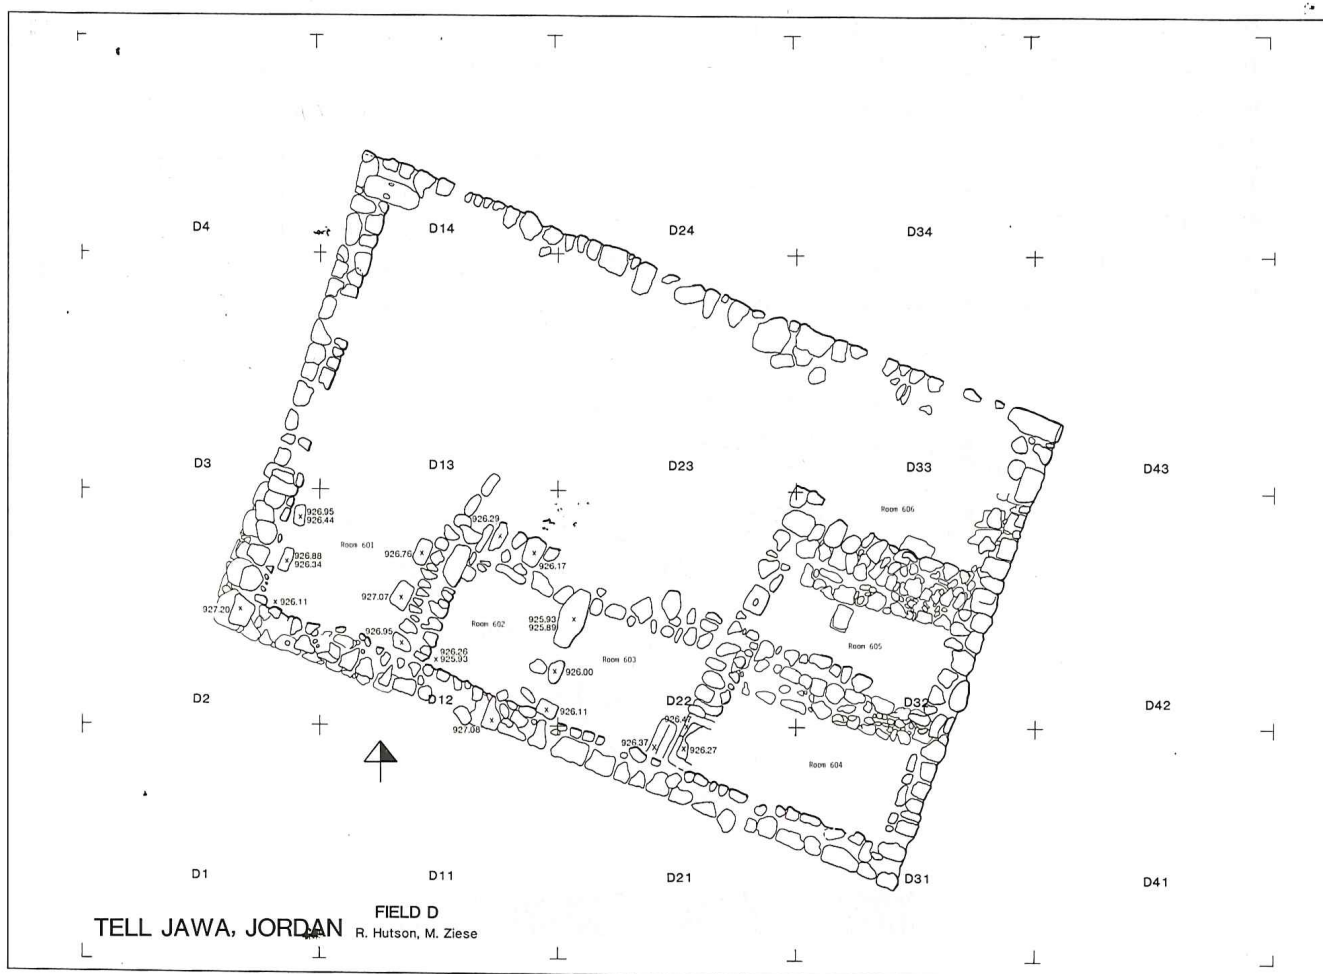 D4
D14
D24
D34
D3
D13
D23
D33
D43
Room 606
926.95
926.44
926.29
Room 601
926.76
926.88
926.34
926.17
927.07
926.11
927.20
925.93
925.89
Room 602
926.95
Room 605
926.26
925.93
Room 603
926.00
D2
D12
D22
D32
D42
926.11
927.08
926.47
926.37
926.27
Room 604
D1
D11
D21
D31
D41
FIELD D
TELL JAWA, JORDAN
R. Hutson, M. Ziese